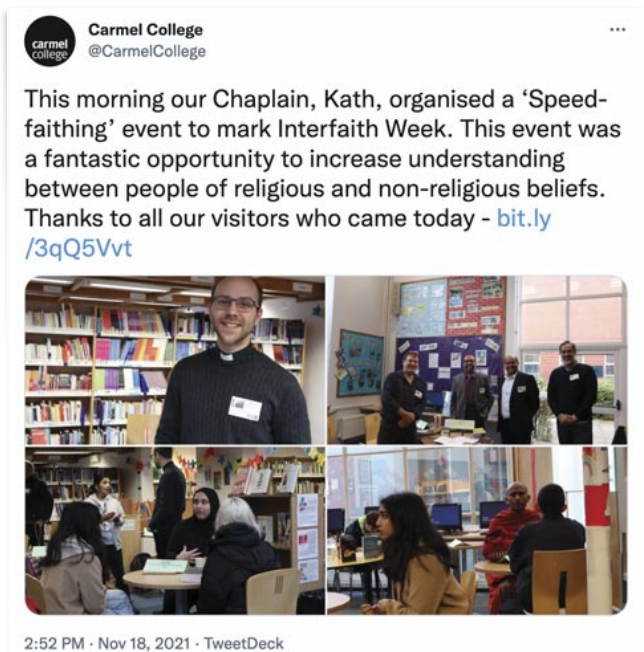 carmel
college
Carmel College
@CarmelCollege
This morning our Chaplain, Kath, organised a ‘Speed-
faithing’ event to mark Interfaith Week. This event was
a fantastic opportunity to increase understanding
between people of religious and non-religious beliefs.
Thanks to all our visitors who came today - bit.ly
/3qQ5Vvt
2:52 PM · Nov 18, 2021 · TweetDeck